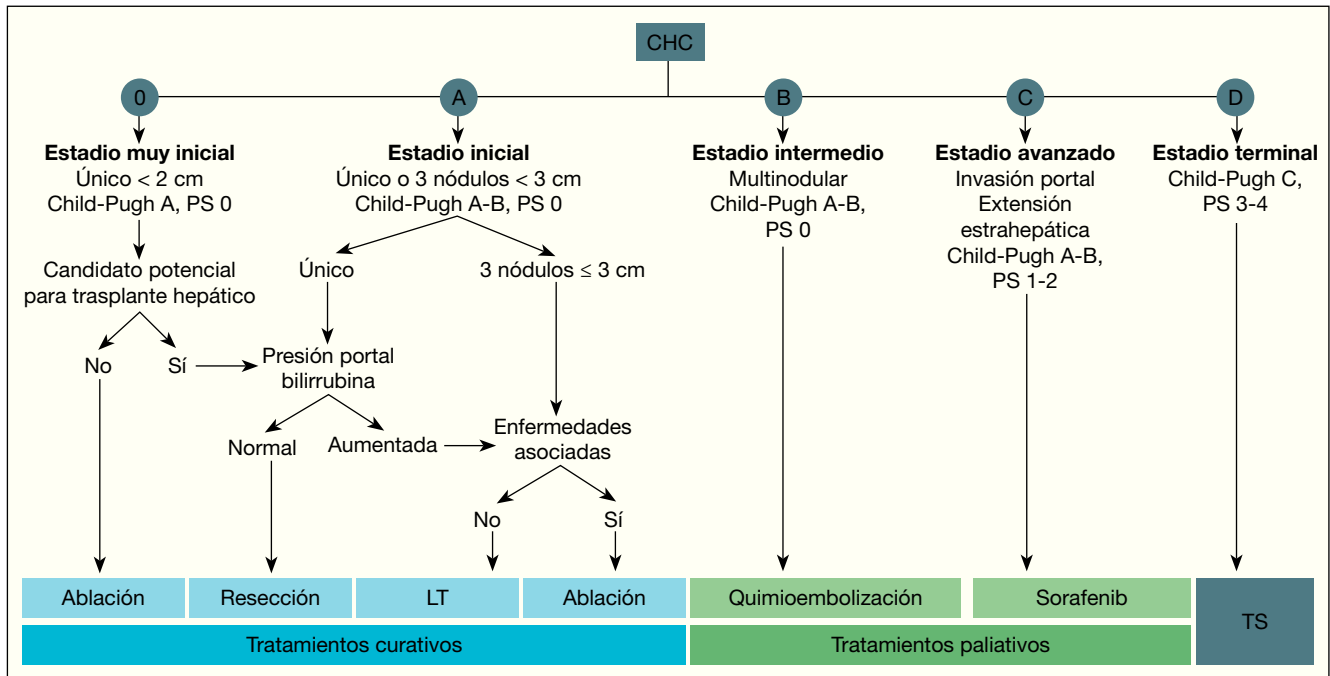 CHC
0
A
B
C
D
Estadio muy inicial
Único < 2 cm
Child-Pugh A, PS 0
Estadio inicial
Único o 3 nódulos < 3 cm
Child-Pugh A-B, PS 0
Estadio intermedio
Multinodular
Child-Pugh A-B,
PS 0
Estadio avanzado
Invasión portal
Extensión
estrahepática
Child-Pugh A-B,
PS 1-2
Estadio terminal
Child-Pugh C,
PS 3-4
Candidato potencial
para trasplante hepático
Único
3 nódulos ≤ 3 cm
No
Sí
Presión portal
bilirrubina
Normal
Aumentada
Enfermedades
asociadas
No
Sí
Ablación
Resección
LT
Ablación
Quimioembolización
Sorafenib
TS
Tratamientos curativos
Tratamientos paliativos